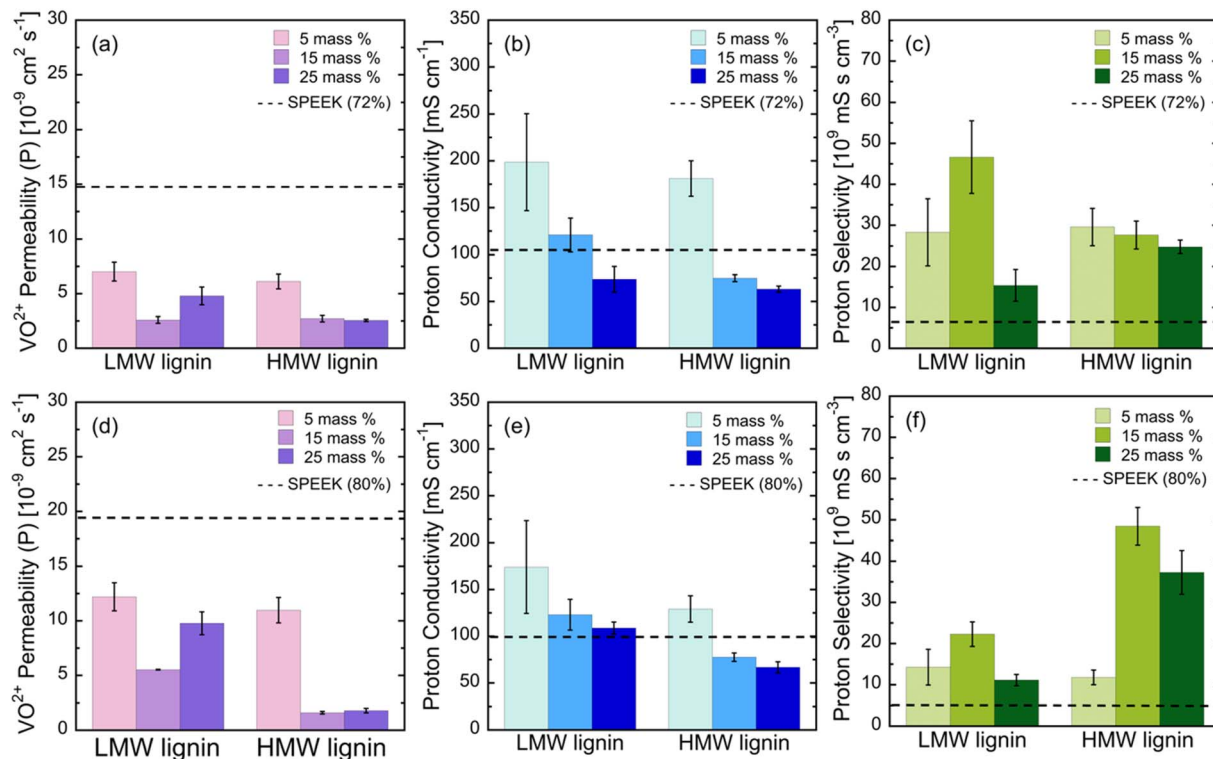 (a)
5 mass %
15 mass %
25 mass %
SPEEK (72%)
VO²⁺ Permeability (P) [10⁻⁹ cm² s⁻¹]
30
25
20
15
10
5
0
LMW lignin HMW lignin
(b)
5 mass %
15 mass %
25 mass %
SPEEK (72%)
Proton Conductivity [mS cm⁻¹]
350
300
250
200
150
100
50
0
LMW lignin HMW lignin
(c)
5 mass %
15 mass %
25 mass %
SPEEK (72%)
Proton Selectivity [10⁹ mS s cm⁻³]
80
70
60
50
40
30
20
10
0
LMW lignin HMW lignin
(d)
5 mass %
15 mass %
25 mass %
SPEEK (80%)
VO²⁺ Permeability (P) [10⁻⁹ cm² s⁻¹]
30
25
20
15
10
5
0
LMW lignin HMW lignin
(e)
5 mass %
15 mass %
25 mass %
SPEEK (80%)
Proton Conductivity [mS cm⁻¹]
350
300
250
200
150
100
50
0
LMW lignin HMW lignin
(f)
5 mass %
15 mass %
25 mass %
SPEEK (80%)
Proton Selectivity [10⁹ mS s cm⁻³]
80
70
60
50
40
30
20
10
0
LMW lignin HMW lignin